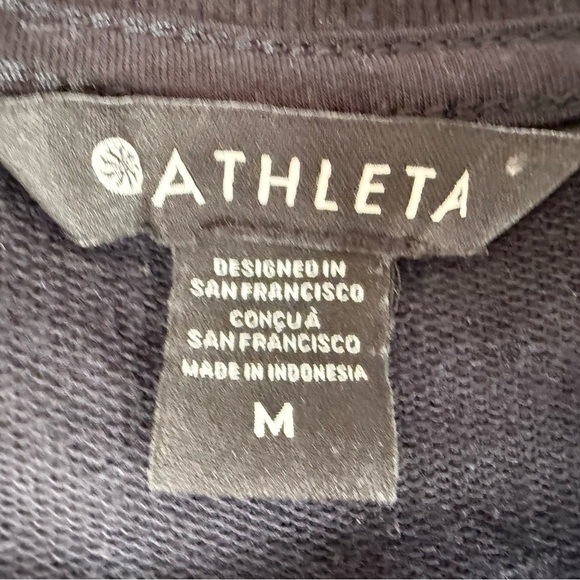 ATHLETA
DESIGNED IN
SAN FRANCISCO
CONÇU À
SAN FRANCISCO
MADE IN INDONESIA
M